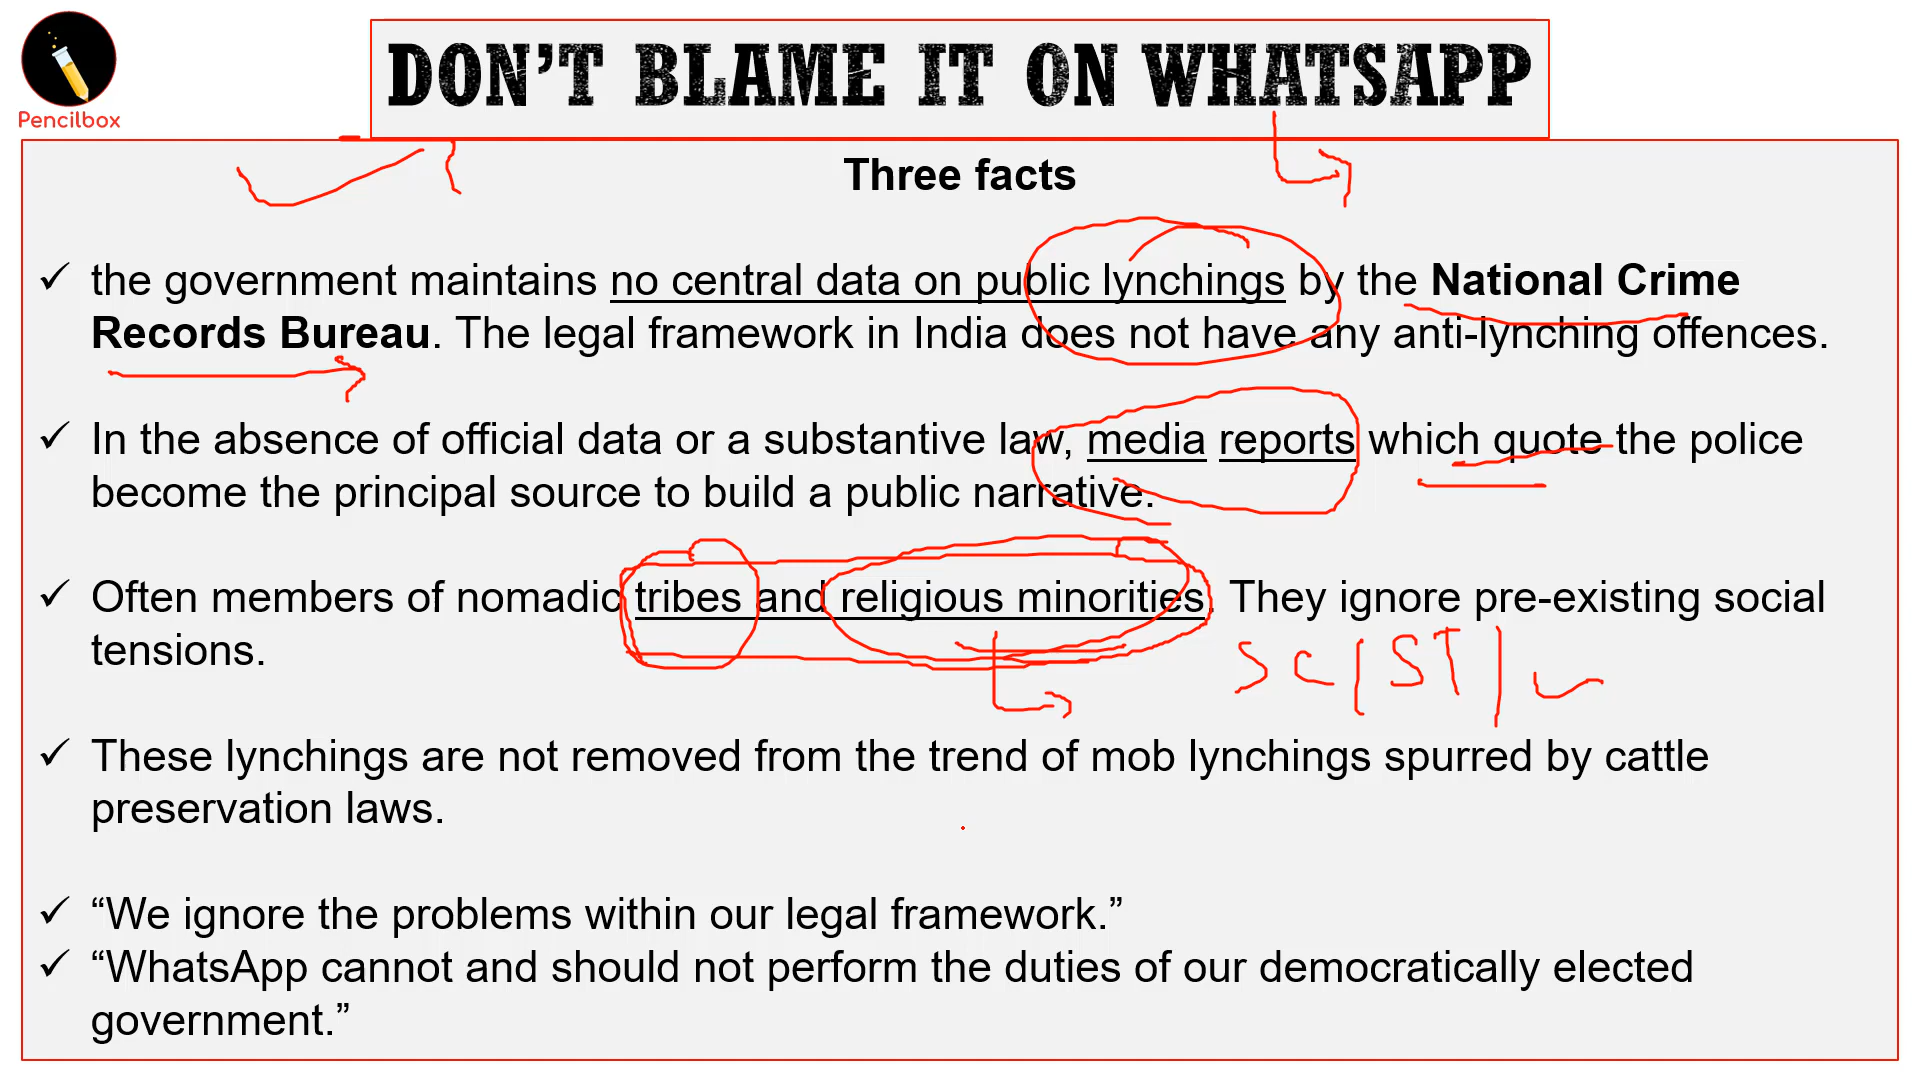 Pencilbox
DON'T BLAME IT ON WHATSAPP
Three facts
✓ the government maintains no central data on public lynchings by the National Crime
Records Bureau. The legal framework in India does not have any anti-lynching offences.
✓ In the absence of official data or a substantive law, media reports which quote the police
become the principal source to build a public narrative.
✓ Often members of nomadic tribes and religious minorities. They ignore pre-existing social
tensions.
SC | ST |
✓ These lynchings are not removed from the trend of mob lynchings spurred by cattle
preservation laws.
✓ “We ignore the problems within our legal framework.”
✓ “WhatsApp cannot and should not perform the duties of our democratically elected
government.”